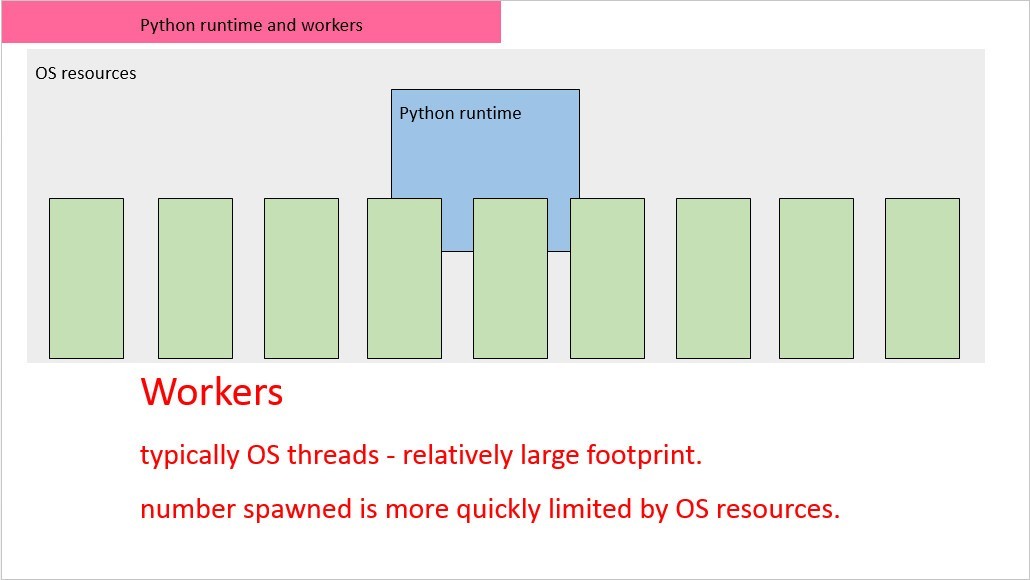 Python runtime and workers
OS resources
Python runtime
Workers
typically OS threads - relatively large footprint.
number spawned is more quickly limited by OS resources.